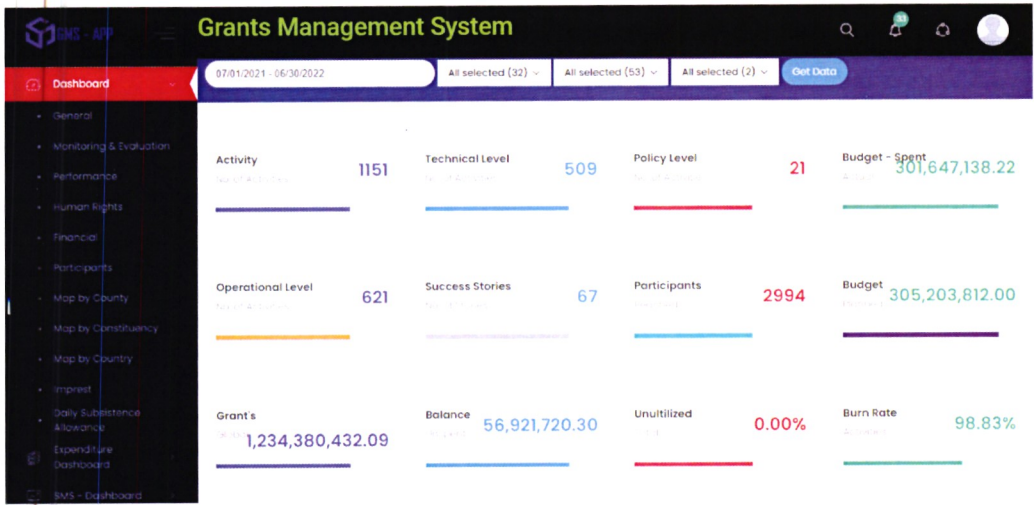 GMS - APP
Grants Management System
33
Dashboard
07/01/2021 - 06/30/2022
All selected (32)
All selected (53)
All selected (2)
Get Data
General
Monitoring & Evaluation
Performance
Human Rights
Financial
Participants
Map by County
Map by Constituency
Map by Country
Imprest
Daily Subsistence
Allowance
Expenditure
Dashboard
SMS - Dashboard
Activity
1151
Technical Level
509
Policy Level
21
Budget - Spent
301,647,138.22
Operational Level
621
Success Stories
67
Participants
2994
Budget
305,203,812.00
Grant's
1,234,380,432.09
Balance
56,921,720.30
Unultilized
0.00%
Burn Rate
98.83%